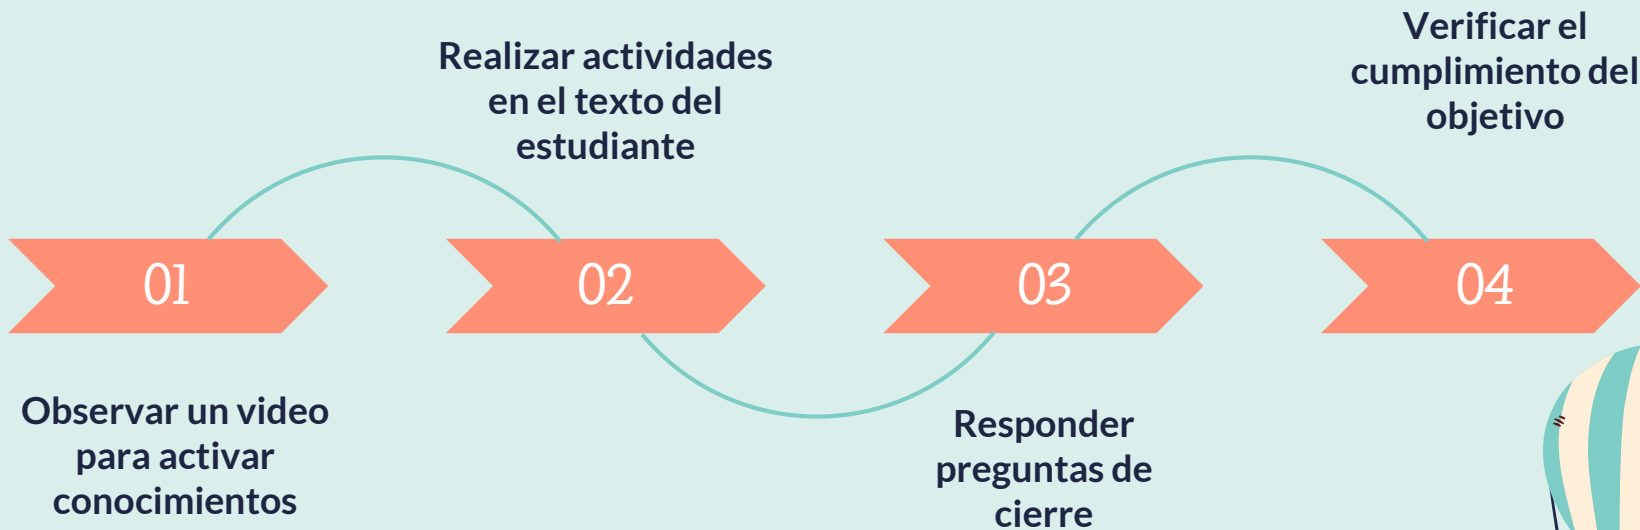 01
Observar un video
para activar
conocimientos
02
Realizar actividades
en el texto del
estudiante
03
Responder
preguntas de
cierre
04
Verificar el
cumplimiento del
objetivo